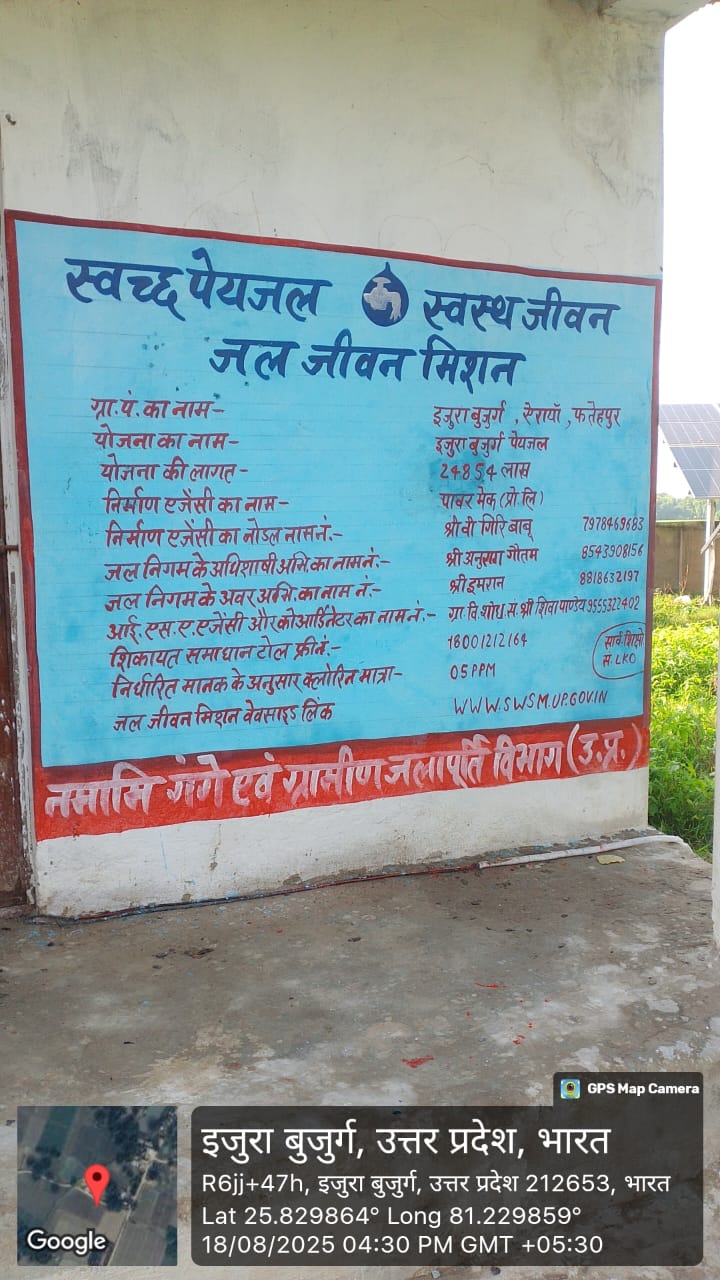 स्वच्छ पेयजल स्वस्थ जीवन
जल जीवन मिशन
ग्रा.पं. का नाम- इजुरा बुजुर्ग , ऐरायाँ , फतेहपुर
योजना का नाम- इजुरा बुजुर्ग पेयजल
योजना की लागत- 248.54 लाख
निर्माण एजेंसी का नाम- पावर मेक (प्रो.लि)
निर्माण एजेंसी का नोडल नाम नं.- श्री वी गिरि बाबू 7978469683
जल निगम के अधिशाषी अभि का नाम नं:- श्री अनुरूपा गौतम 8543908156
जल निगम के अवर अभि. का नाम नं.- श्री इमरान 8818632197
आई. एस. ए. एजेंसी और कोआर्डिनेटर का नाम नं:- ग्रा. वि. शोध. सं. श्री शिवा पाण्डेय 9555322402
शिकायत समाधान टोल फ्री नं.- 18001212164
निर्धारित मानक के अनुसार क्लोरिन मात्रा- 05 PPM
जल जीवन मिशन वेवसाइड लिंक WWW.SWSM.UP.GOV.IN
सं. LKO
नमामि गंगे एवं ग्रामीण जलापूर्ति विभाग (उ.प्र.)
GPS Map Camera
इजुरा बुजुर्ग, उत्तर प्रदेश, भारत
R6jj+47h, इजुरा बुजुर्ग, उत्तर प्रदेश 212653, भारत
Lat 25.829864° Long 81.229859°
18/08/2025 04:30 PM GMT +05:30
Google